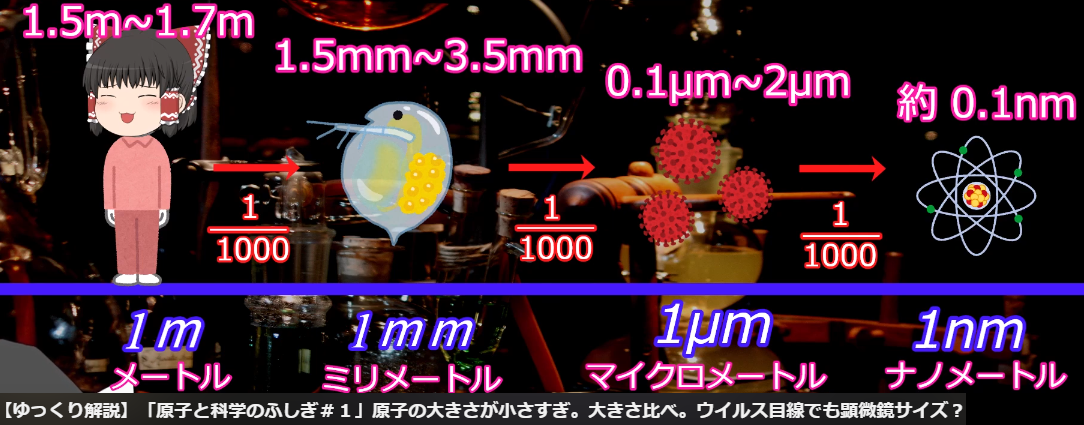 1.5m~1.7m
1.5mm~3.5mm
0.1μm~2μm
約 0.1nm
1
1000
1
1000
1
1000
1m
1mm
1μm
1nm
メートル
ミリメートル
マイクロメートル
ナノメートル
【ゆっくり解説】「原子と科学のふしぎ＃１」原子の大きさが小さすぎ。大きさ比べ。ウイルス目線でも顕微鏡サイズ？